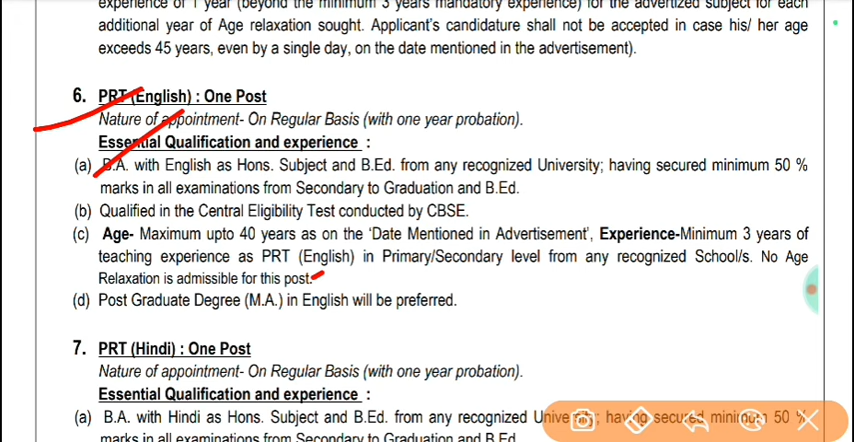 experience of 1 year (beyond the minimum 3 years mandatory experience) for the advertized subject for each
additional year of Age relaxation sought. Applicant's candidature shall not be accepted in case his/ her age
exceeds 45 years, even by a single day, on the date mentioned in the advertisement).
6. PRT (English) : One Post
Nature of appointment- On Regular Basis (with one year probation).
Essential Qualification and experience :
(a) B.A. with English as Hons. Subject and B.Ed. from any recognized University; having secured minimum 50 %
marks in all examinations from Secondary to Graduation and B.Ed.
(b) Qualified in the Central Eligibility Test conducted by CBSE.
(c) Age- Maximum upto 40 years as on the 'Date Mentioned in Advertisement', Experience-Minimum 3 years of
teaching experience as PRT (English) in Primary/Secondary level from any recognized School/s. No Age
Relaxation is admissible for this post.
(d) Post Graduate Degree (M.A.) in English will be preferred.
7. PRT (Hindi) : One Post
Nature of appointment- On Regular Basis (with one year probation).
Essential Qualification and experience :
(a) B.A. with Hindi as Hons. Subject and B.Ed. from any recognized University; having secured minimum 50 %
marks in all examinations from Secondary to Graduation and B.Ed.